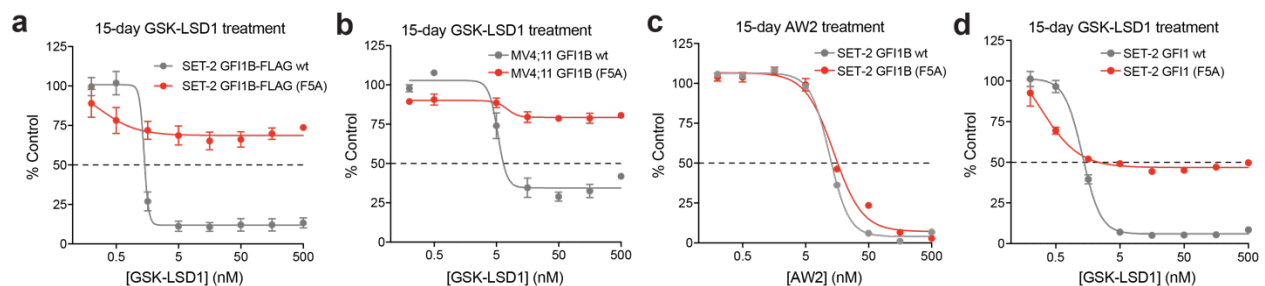 a
15-day GSK-LSD1 treatment
% Control
125
100
75
50
25
0
SET-2 GFI1B-FLAG wt
SET-2 GFI1B-FLAG (F5A)
0.5
5
50
500
[GSK-LSD1] (nM)
b
15-day GSK-LSD1 treatment
% Control
125
100
75
50
25
0
MV4;11 GFI1B wt
MV4;11 GFI1B (F5A)
0.5
5
50
500
[GSK-LSD1] (nM)
c
15-day AW2 treatment
% Control
125
100
75
50
25
0
SET-2 GFI1B wt
SET-2 GFI1B (F5A)
0.5
5
50
500
[AW2] (nM)
d
15-day GSK-LSD1 treatment
% Control
125
100
75
50
25
0
SET-2 GFI1 wt
SET-2 GFI1 (F5A)
0.5
5
50
500
[GSK-LSD1] (nM)